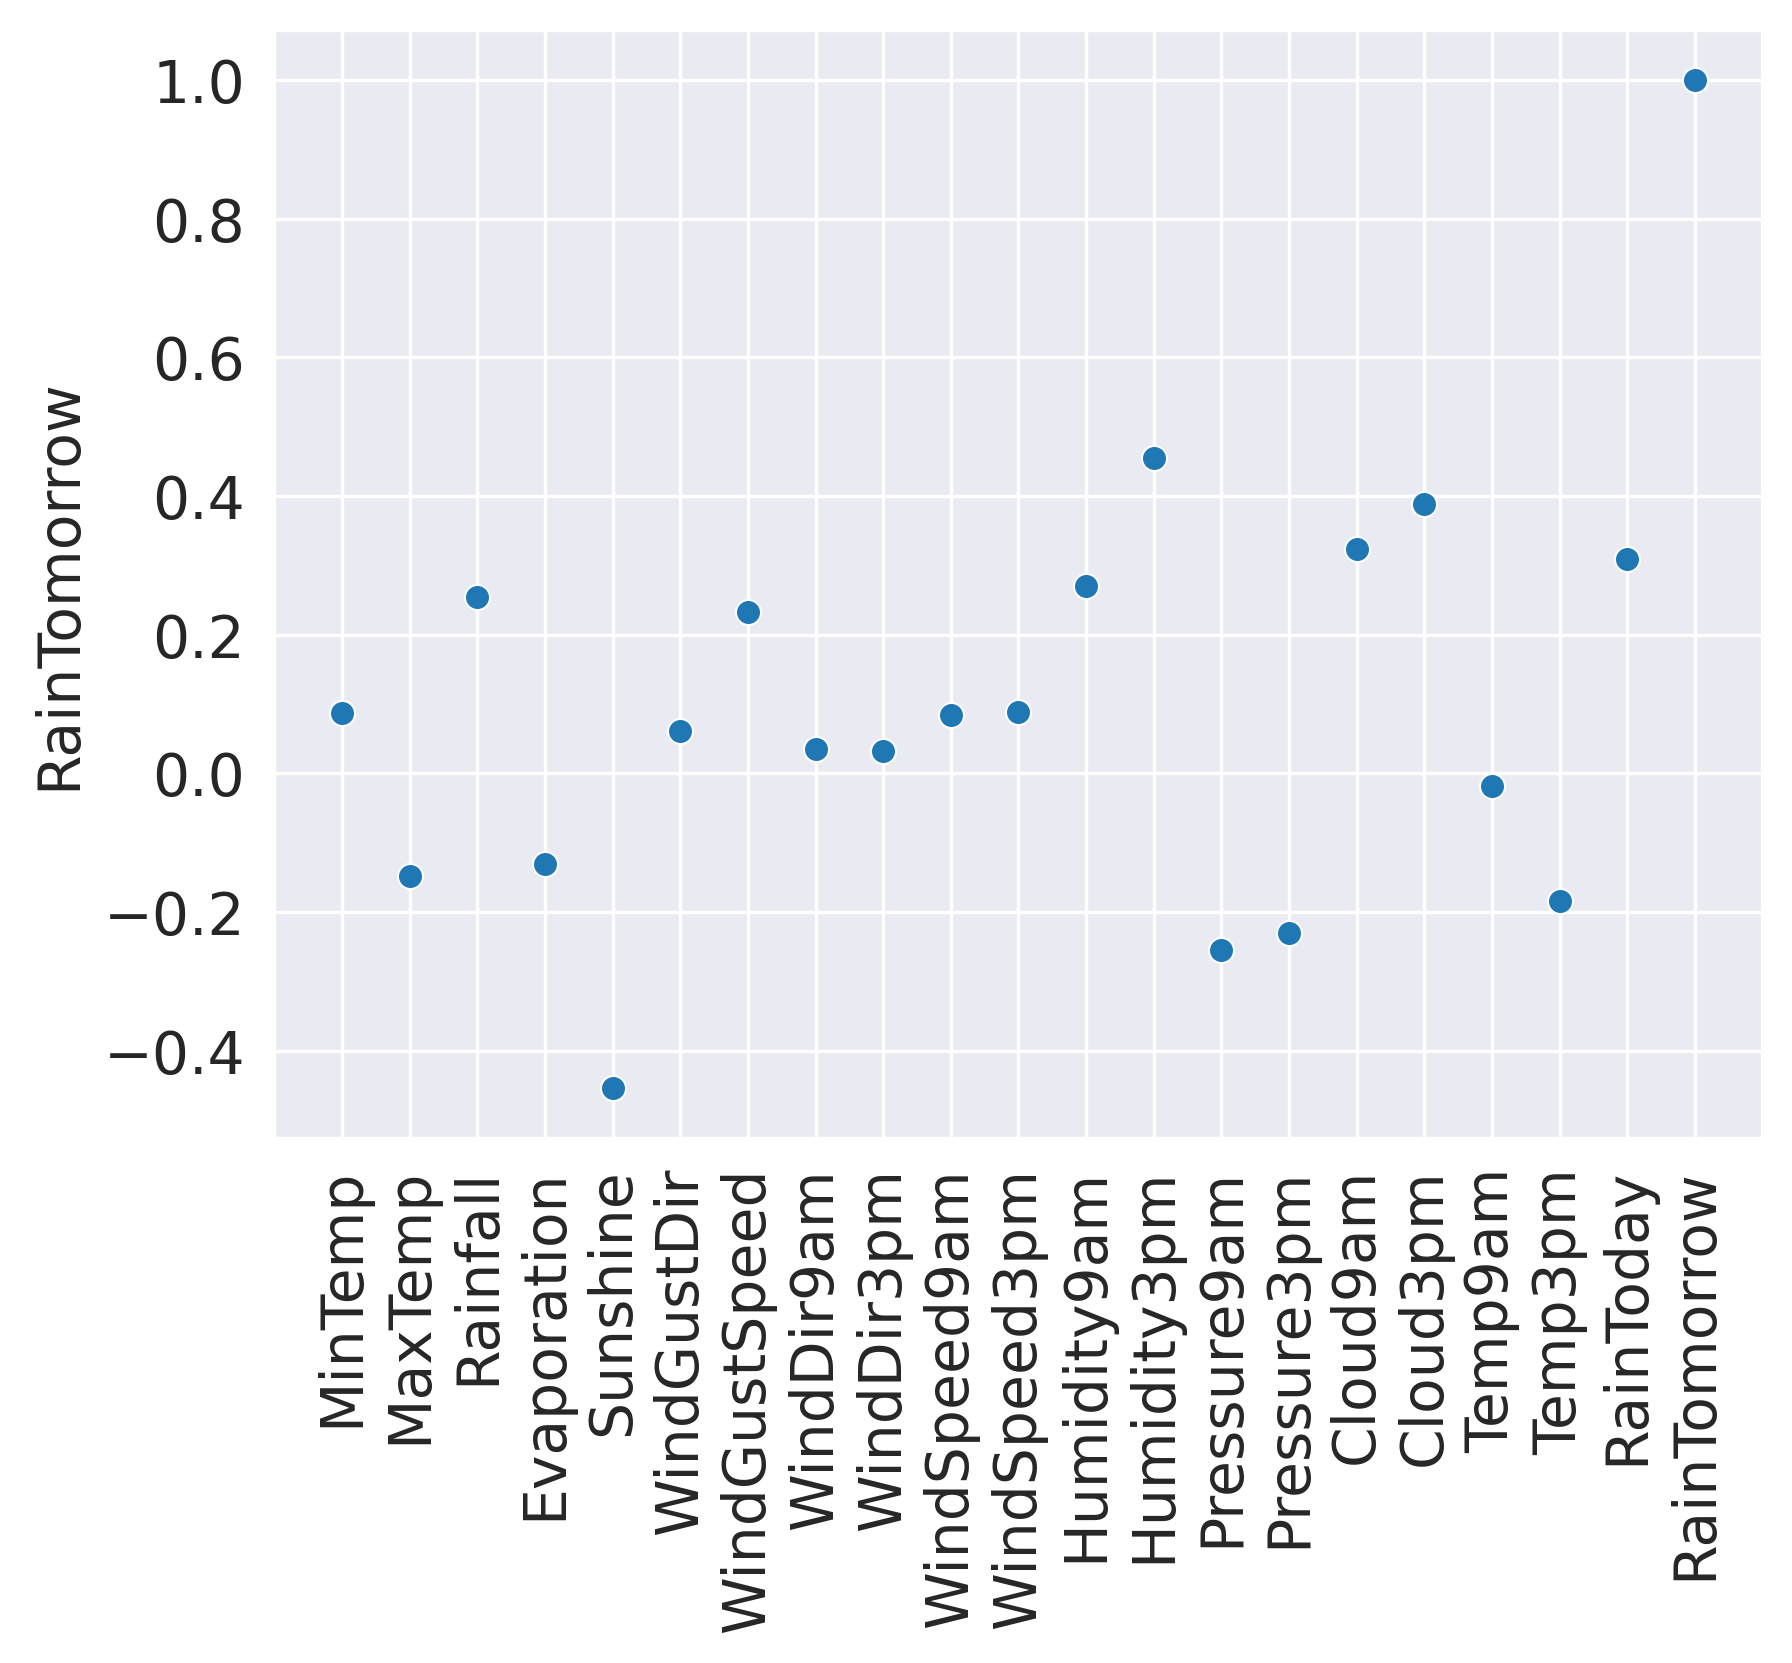 RainTomorrow
1.0
0.8
0.6
0.4
0.2
0.0
−0.2
−0.4
MinTemp
MaxTemp
Rainfall
Evaporation
Sunshine
WindGustDir
WindGustSpeed
WindDir9am
WindDir3pm
WindSpeed9am
WindSpeed3pm
Humidity9am
Humidity3pm
Pressure9am
Pressure3pm
Cloud9am
Cloud3pm
Temp9am
Temp3pm
RainToday
RainTomorrow